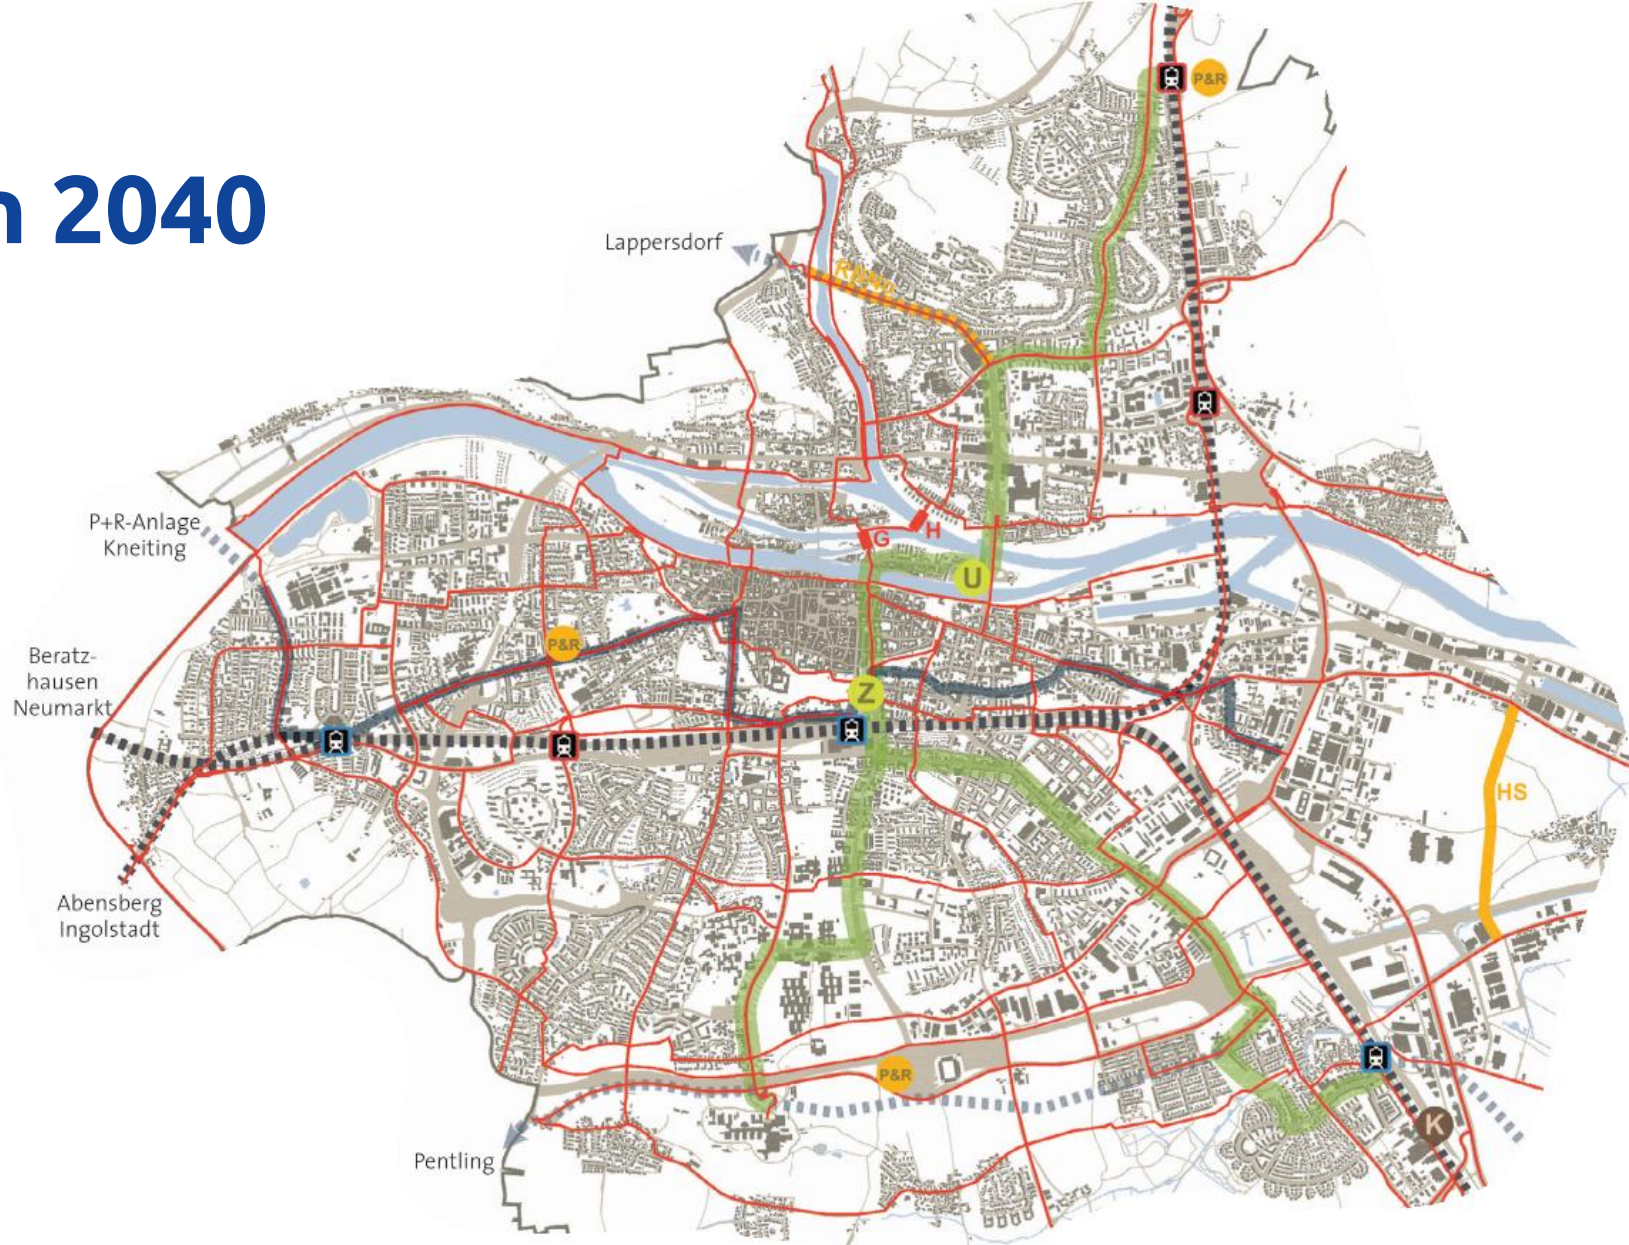 n 2040
P&R
Lappersdorf
H
G
U
P+R-Anlage
Kneiting
P&R
Beratz-
hausen
Neumarkt
Z
HS
Abensberg
Ingolstadt
P&R
K
Pentling